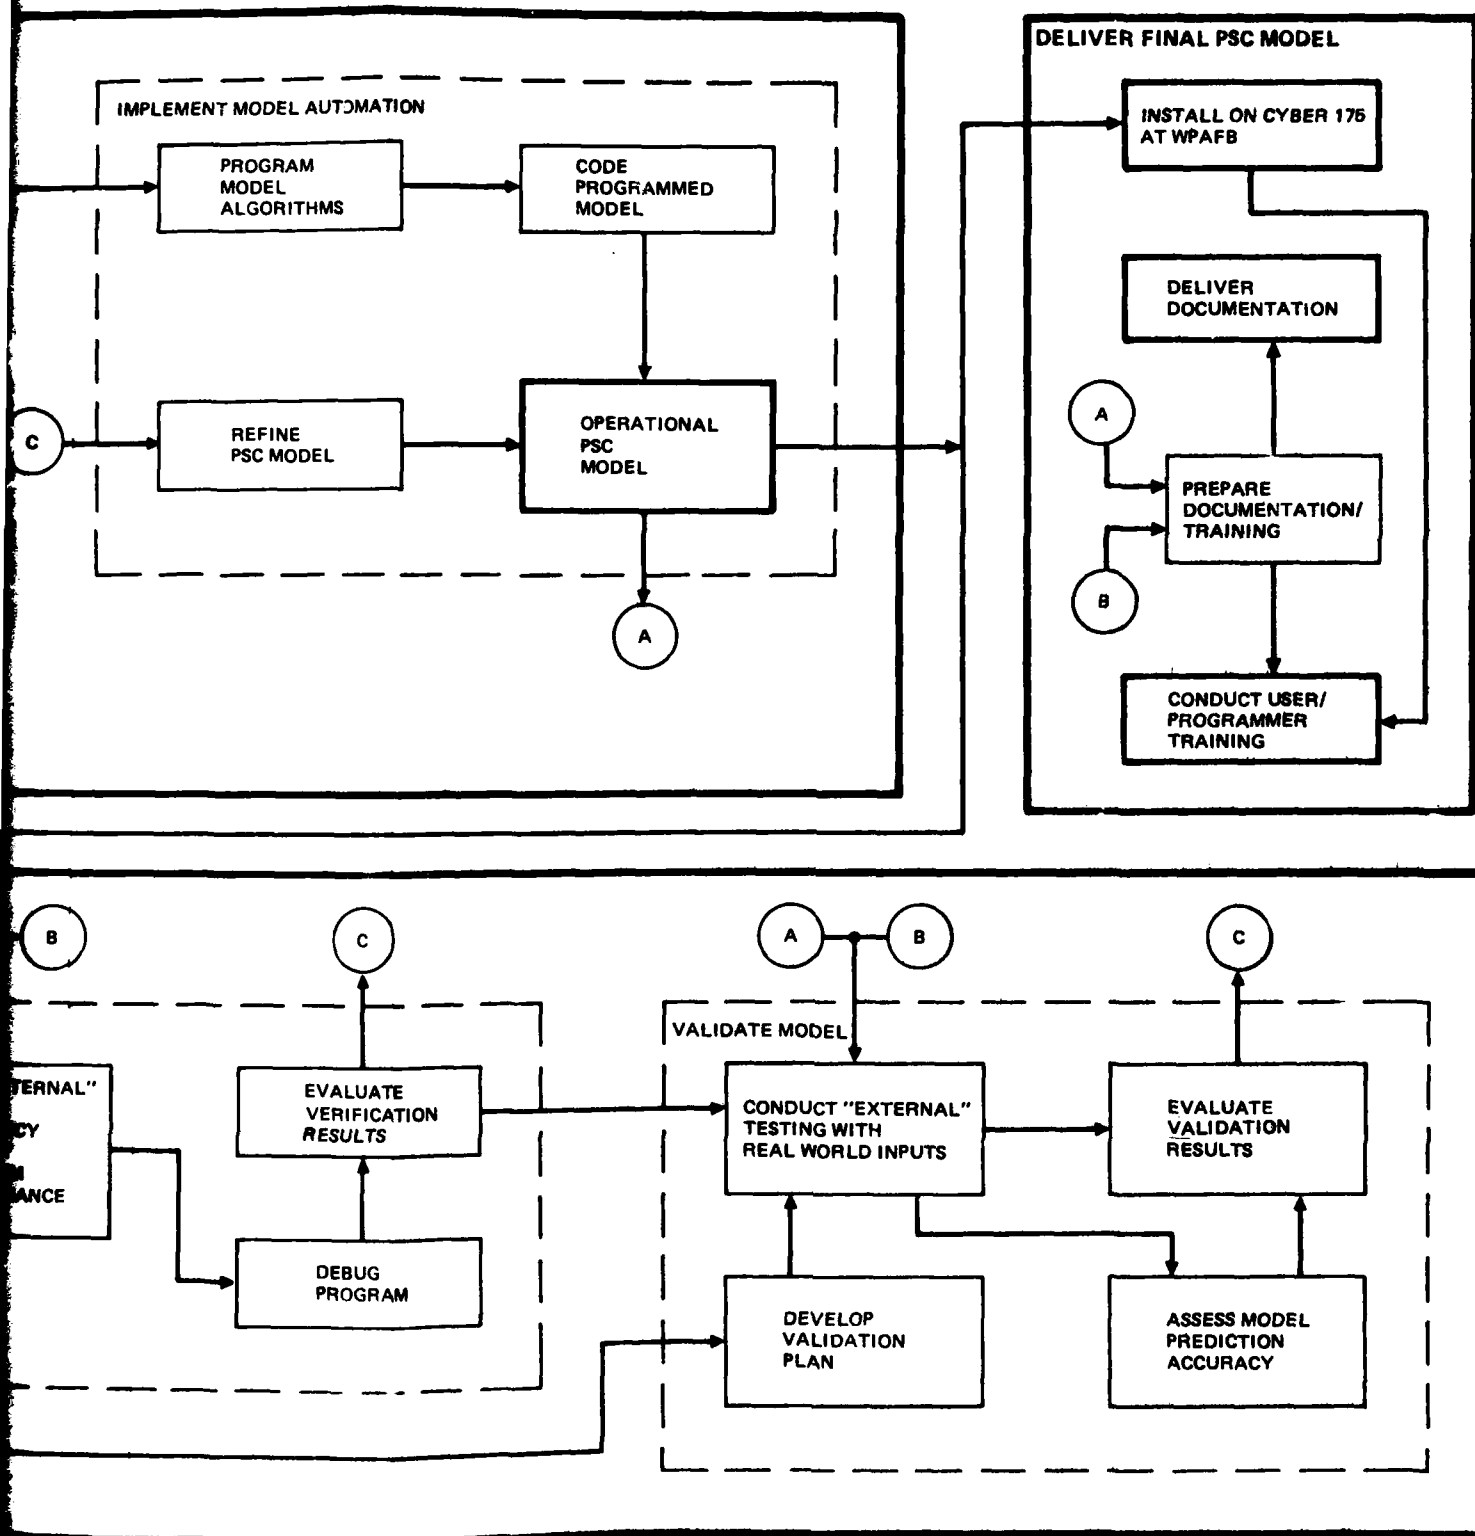 DELIVER FINAL PSC MODEL
IMPLEMENT MODEL AUTOMATION
PROGRAM
MODEL
ALGORITHMS
CODE
PROGRAMMED
MODEL
INSTALL ON CYBER 175
AT WPAFB
DELIVER
DOCUMENTATION
C
REFINE
PSC MODEL
OPERATIONAL
PSC
MODEL
A
A
PREPARE
DOCUMENTATION/
TRAINING
B
CONDUCT USER/
PROGRAMMER
TRAINING
B
C
A
B
C
VALIDATE MODEL
TERNAL"
CY
ANCE
EVALUATE
VERIFICATION
RESULTS
DEBUG
PROGRAM
CONDUCT "EXTERNAL"
TESTING WITH
REAL WORLD INPUTS
EVALUATE
VALIDATION
RESULTS
DEVELOP
VALIDATION
PLAN
ASSESS MODEL
PREDICTION
ACCURACY